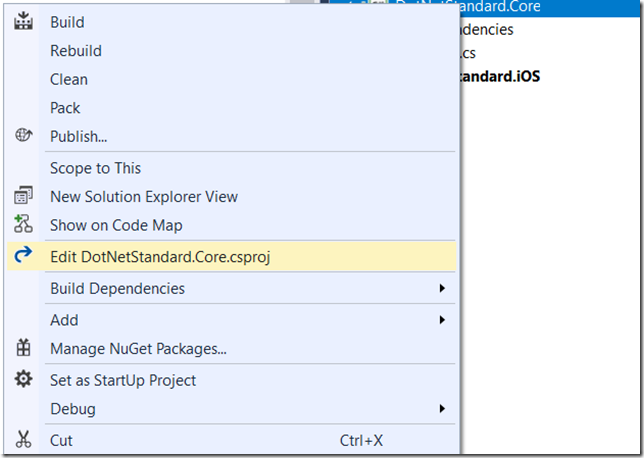 DotNetStandard.Core
Build
Rebuild
Clean
Pack
Publish...
Scope to This
New Solution Explorer View
Show on Code Map
Edit DotNetStandard.Core.csproj
Build Dependencies
Add
Manage NuGet Packages...
Set as StartUp Project
Debug
Cut Ctrl+X
ndencies
.cs
tandard.iOS